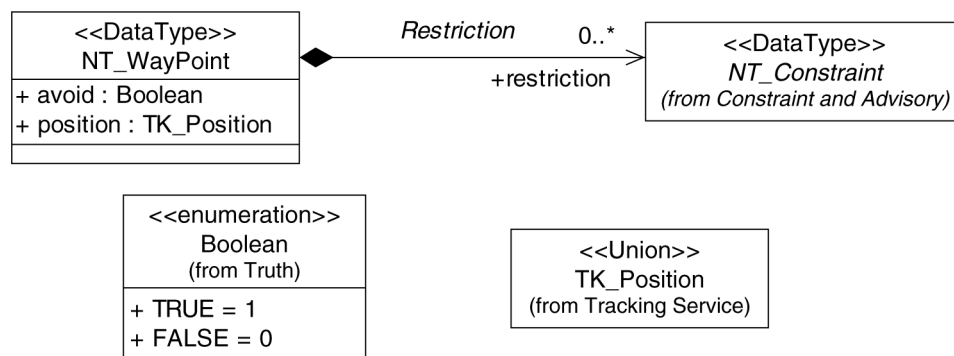 <<DataType>>
NT_WayPoint
+ avoid : Boolean
+ position : TK_Position
Restriction
0..*
+restriction
<<DataType>>
NT_Constraint
(from Constraint and Advisory)
<<enumeration>>
Boolean
(from Truth)
+ TRUE = 1
+ FALSE = 0
<<Union>>
TK_Position
(from Tracking Service)